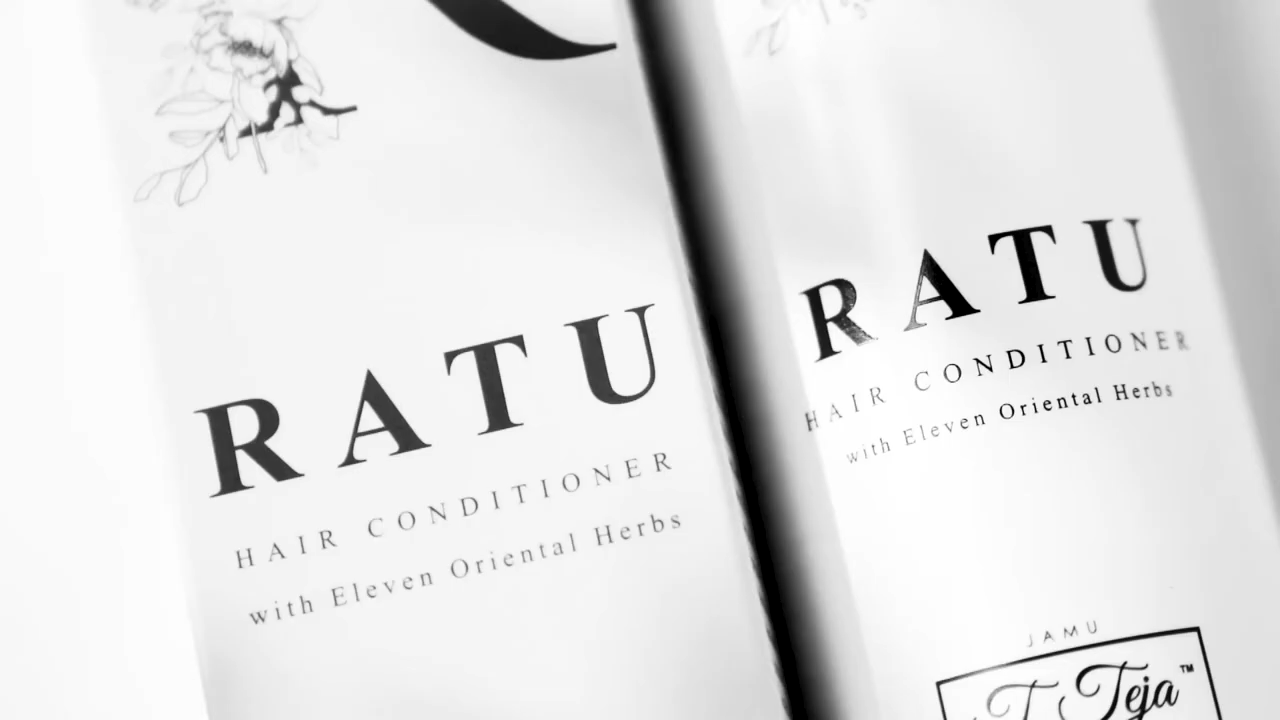 RATU
HAIR CONDITIONER
with Eleven Oriental Herbs
RATU
HAIR CONDITIONER
with Eleven Oriental Herbs
JAMU
Teja™